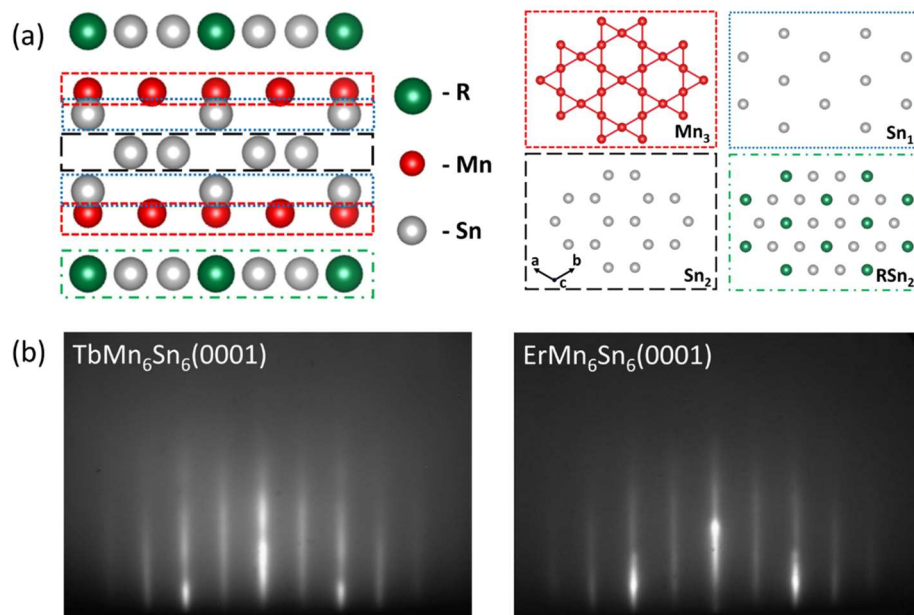 (a)
- R
- Mn
- Sn
Mn₃
Sn₁
a b
c
Sn₂
RSn₂
(b)
TbMn₆Sn₆(0001)
ErMn₆Sn₆(0001)